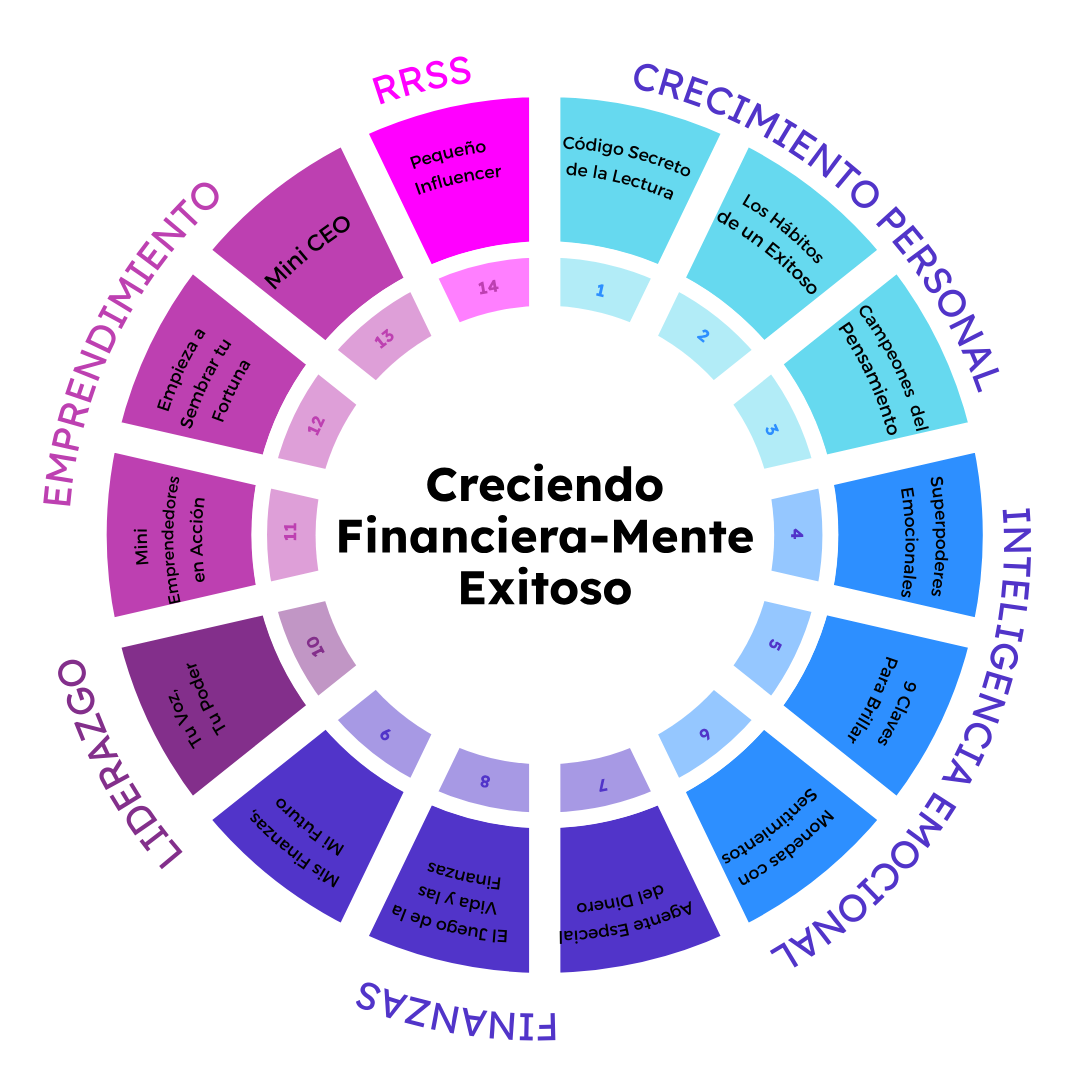 Creciendo
Financiera-Mente
Exitoso
CRECIMIENTO PERSONAL
Código Secreto
de la Lectura
1
Los Hábitos
de un Exitoso
2
Campeones del
Pensamiento
3
INTELIGENCIA EMOCIONAL
Superpoderes
Emocionales
4
9 Claves
para Brillar
5
Monedas con
Sentimientos
6
FINANZAS
Agente Especial
del Dinero
7
El Juego de la
Vida y las
Finanzas
8
Mis Finanzas,
Mi Futuro
9
LIDERAZGO
Tu Voz,
Tu Poder
10
EMPRENDIMIENTO
Mini
Emprendedores
en Acción
11
Empieza a
Sembrar tu
Fortuna
12
Mini CEO
13
RRSS
Pequeño
Influencer
14